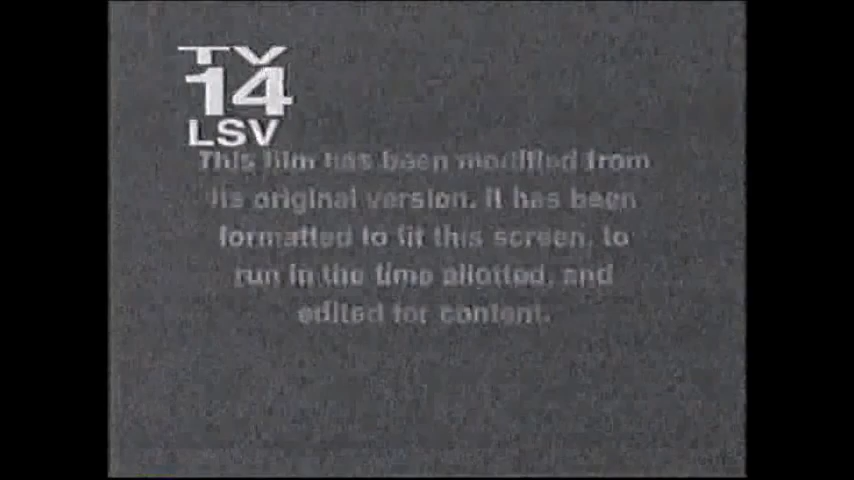 TV
14
LSV
This film has been modified from
its original version. It has been
formatted to fit this screen, to
run in the time allotted, and
edited for content.